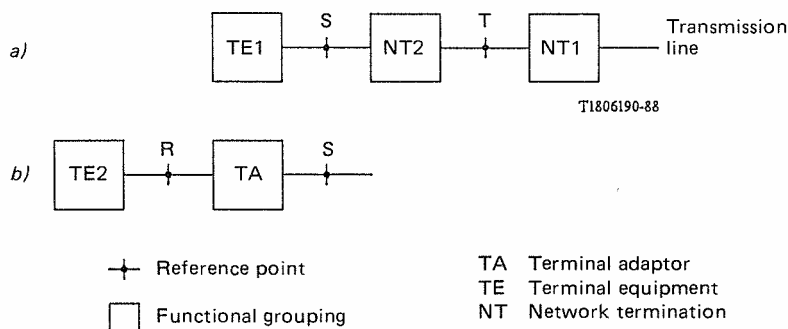 a)
TE1
S
NT2
T
NT1
Transmission
line
T1806190-88
b)
TE2
R
TA
S
Reference point
Functional grouping
TA Terminal adaptor
TE Terminal equipment
NT Network termination